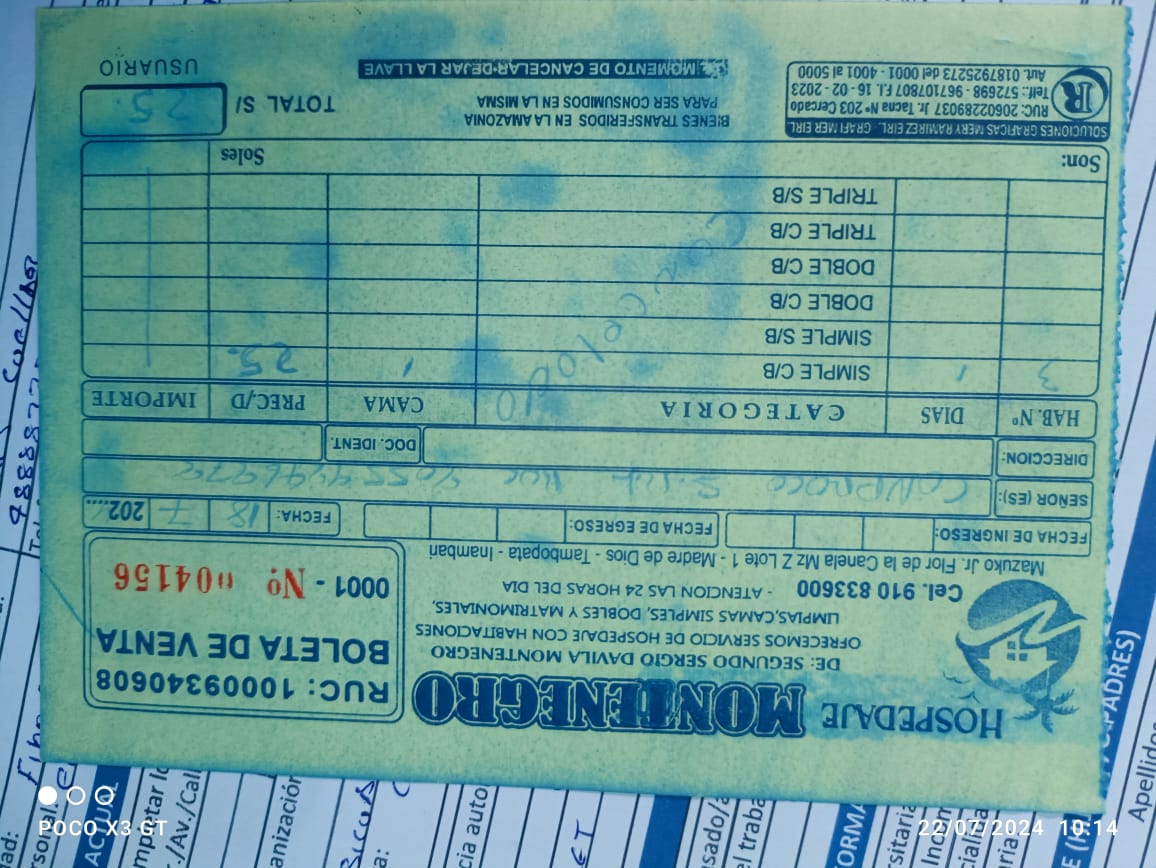 HOSPEDAJE MONTENEGRO
DE: SEGUNDO SERGIO DAVILA MONTENEGRO
OFRECEMOS SERVICIO DE HOSPEDAJE CON HABITACIONES
LIMPIAS,CAMAS SIMPLES, DOBLES Y MATRIMONIALES,
Cel. 910 833600 - ATENCION LAS 24 HORAS DEL DIA
Mazuko Jr. Flor de la Canela Mz Z Lote 1 - Madre de Dios - Tambopata - Inambari
RUC: 10009340608
BOLETA DE VENTA
0001 - Nº 004156
FECHA DE INGRESO: FECHA DE EGRESO: FECHA: 18 7 202
SEÑOR (ES):
DIRECCION: DOC. IDENT.
HAB. Nº DIAS CATEGORIA CAMA PREC/D IMPORTE
3 1 SIMPLE C/B 1 25.
SIMPLE S/B
DOBLE C/B
DOBLE C/B
TRIPLE C/B
TRIPLE S/B
Cancelado
Son: Soles
SOLUCIONES GRAFICAS MERY RAMIREZ EIRL. - GRAFI MER EIRL
RUC: 20602289037 Jr. Tacna Nº 203 Cercado
Telf.: 572698 - 967107807 F.I. 16 - 02 - 2023
Aut. 0187925273 del 0001 - 4001 al 5000
R
BIENES TRANSFERIDOS EN LA AMAZONIA
PARA SER CONSUMIDOS EN LA MISMA
MOMENTO DE CANCELAR DEJAR LA LLAVE
TOTAL S/ 25.
USUARIO
POCO X3 GT
22/07/2024 10:14